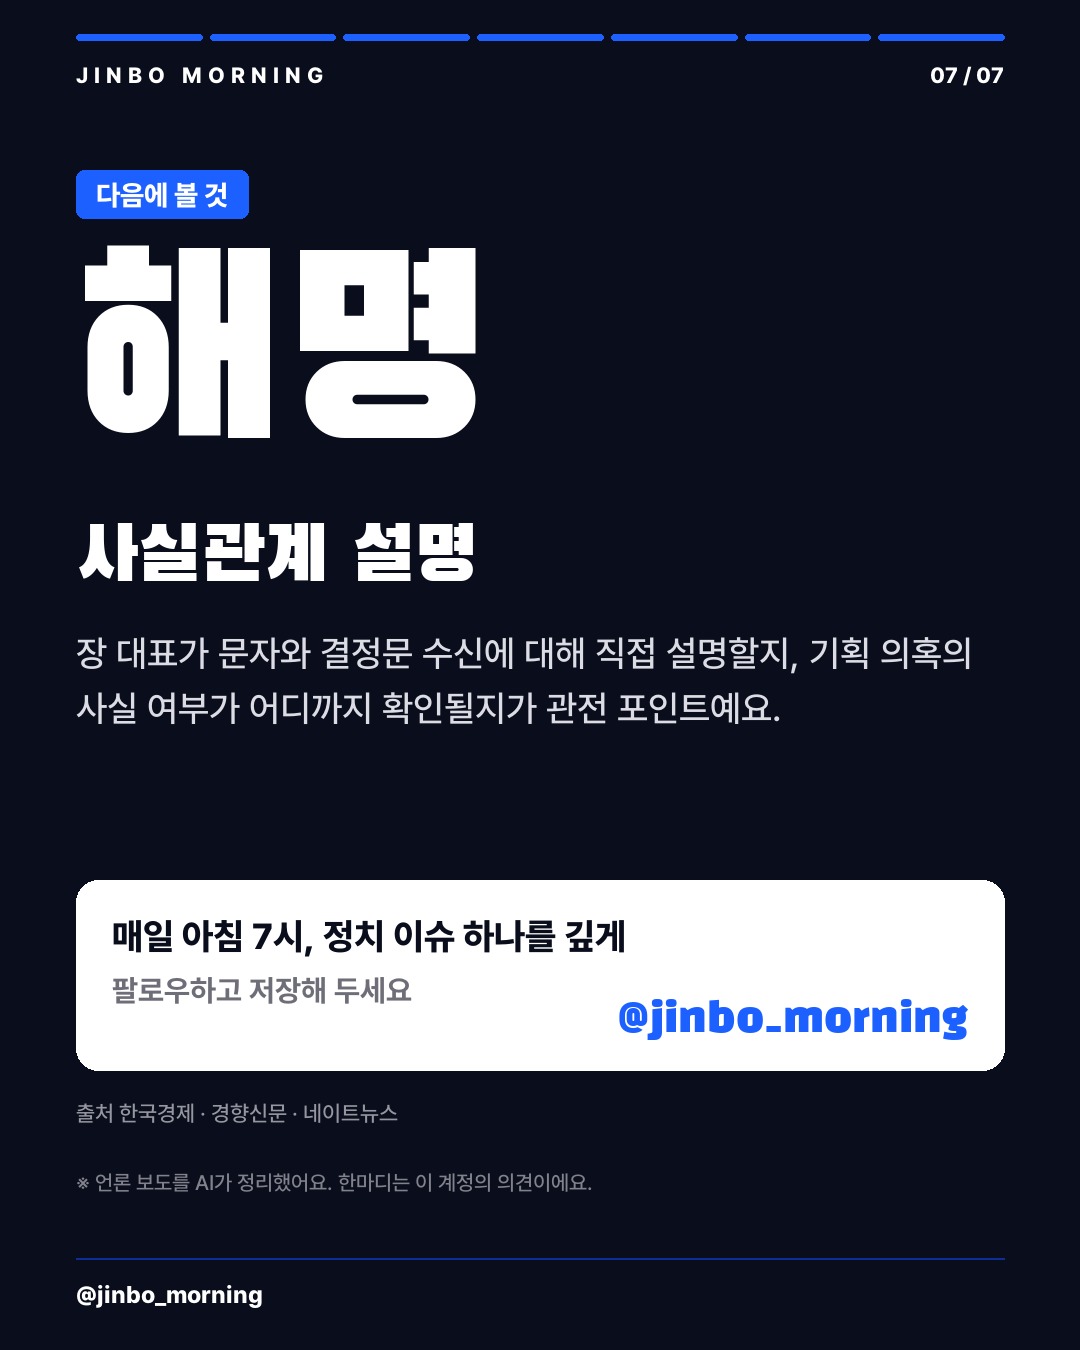 JINBO MORNING
07 / 07
다음에 볼 것
해명
사실관계 설명
장 대표가 문자와 결정문 수신에 대해 직접 설명할지, 기획 의혹의
사실 여부가 어디까지 확인될지가 관전 포인트예요.
매일 아침 7시, 정치 이슈 하나를 깊게
팔로우하고 저장해 두세요
@jinbo_morning
출처 한국경제 · 경향신문 · 네이트뉴스
※ 언론 보도를 AI가 정리했어요. 한마디는 이 계정의 의견이에요.
@jinbo_morning